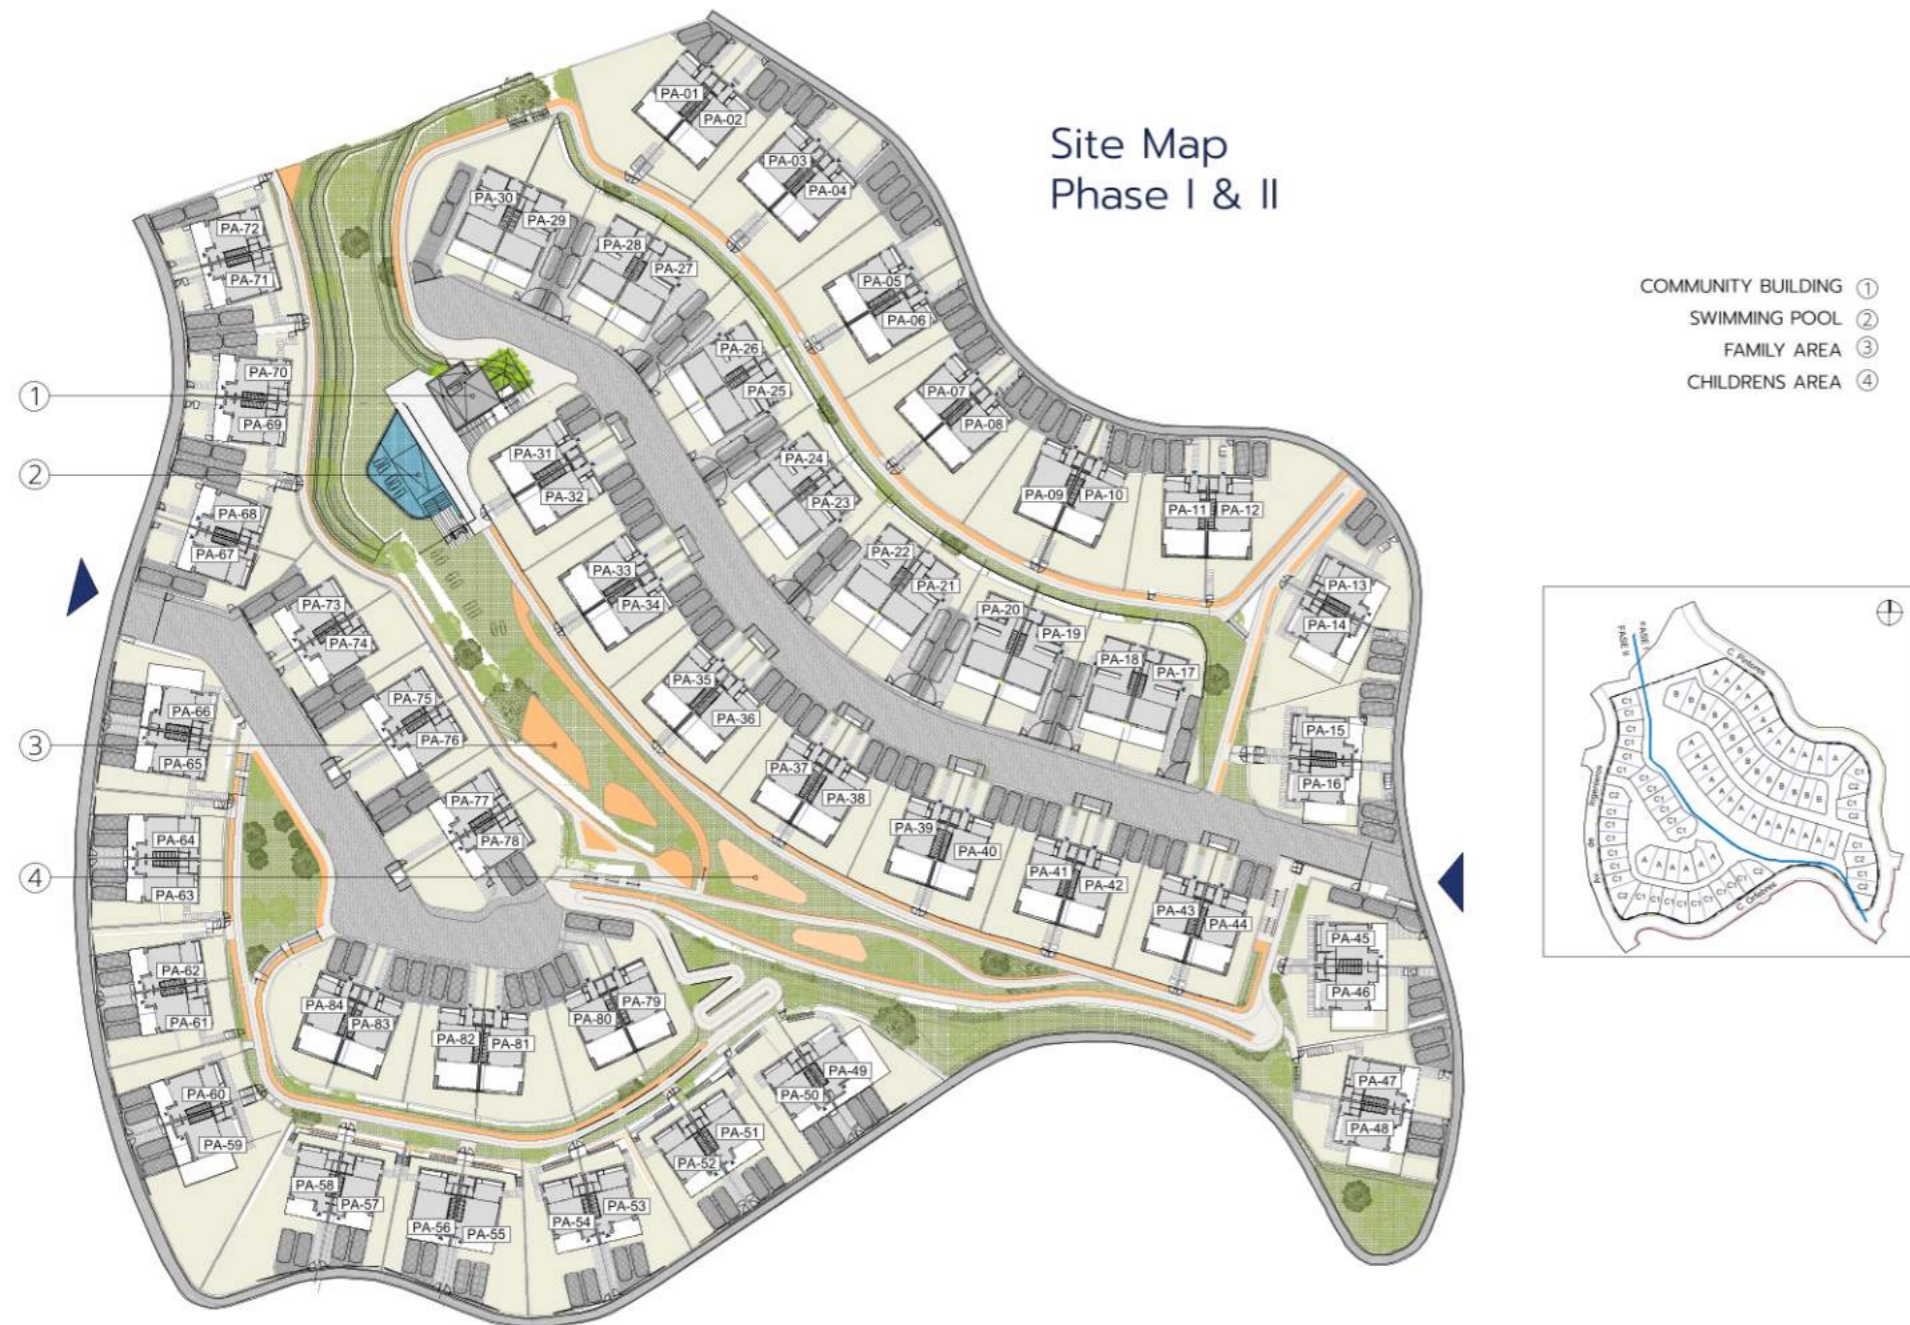 Site Map
Phase I & II
COMMUNITY BUILDING ①
SWIMMING POOL ②
FAMILY AREA ③
CHILDRENS AREA ④
①
②
③
④
PA-01
PA-02
PA-03
PA-04
PA-05
PA-06
PA-07
PA-08
PA-09
PA-10
PA-11
PA-12
PA-13
PA-14
PA-15
PA-16
PA-17
PA-18
PA-19
PA-20
PA-21
PA-22
PA-23
PA-24
PA-25
PA-26
PA-27
PA-28
PA-29
PA-30
PA-31
PA-32
PA-33
PA-34
PA-35
PA-36
PA-37
PA-38
PA-39
PA-40
PA-41
PA-42
PA-43
PA-44
PA-45
PA-46
PA-47
PA-48
PA-49
PA-50
PA-51
PA-52
PA-53
PA-54
PA-55
PA-56
PA-57
PA-58
PA-59
PA-60
PA-61
PA-62
PA-63
PA-64
PA-65
PA-66
PA-67
PA-68
PA-69
PA-70
PA-71
PA-72
PA-73
PA-74
PA-75
PA-76
PA-77
PA-78
PA-79
PA-80
PA-81
PA-82
PA-83
PA-84
FASE I
FASE II
C. Pintores
C. Orfebres